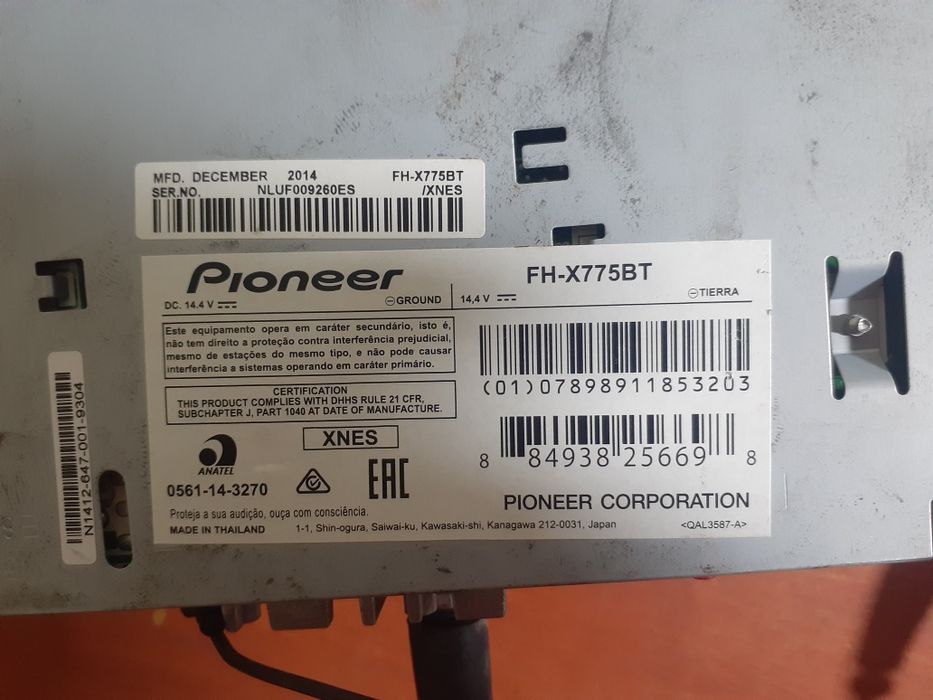 MFD. DECEMBER 2014 FH-X775BT
SER.NO. NLUF009260ES /XNES
Pioneer
DC. 14.4 V GROUND
FH-X775BT
14,4 V TIERRA
Este equipamento opera em caráter secundário, isto é,
não tem direito a proteção contra interferência prejudicial,
mesmo de estações do mesmo tipo, e não pode causar
interferência a sistemas operando em caráter primário.
CERTIFICATION
THIS PRODUCT COMPLIES WITH DHHS RULE 21 CFR,
SUBCHAPTER J, PART 1040 AT DATE OF MANUFACTURE.
(01)07898911853203
XNES
ANATEL
0561-14-3270
EAC
8 84938 25669 8
PIONEER CORPORATION
Proteja a sua audição, ouça com consciência.
MADE IN THAILAND
1-1, Shin-ogura, Saiwai-ku, Kawasaki-shi, Kanagawa 212-0031, Japan
<QAL3587-A>
N1412-647-001-9304